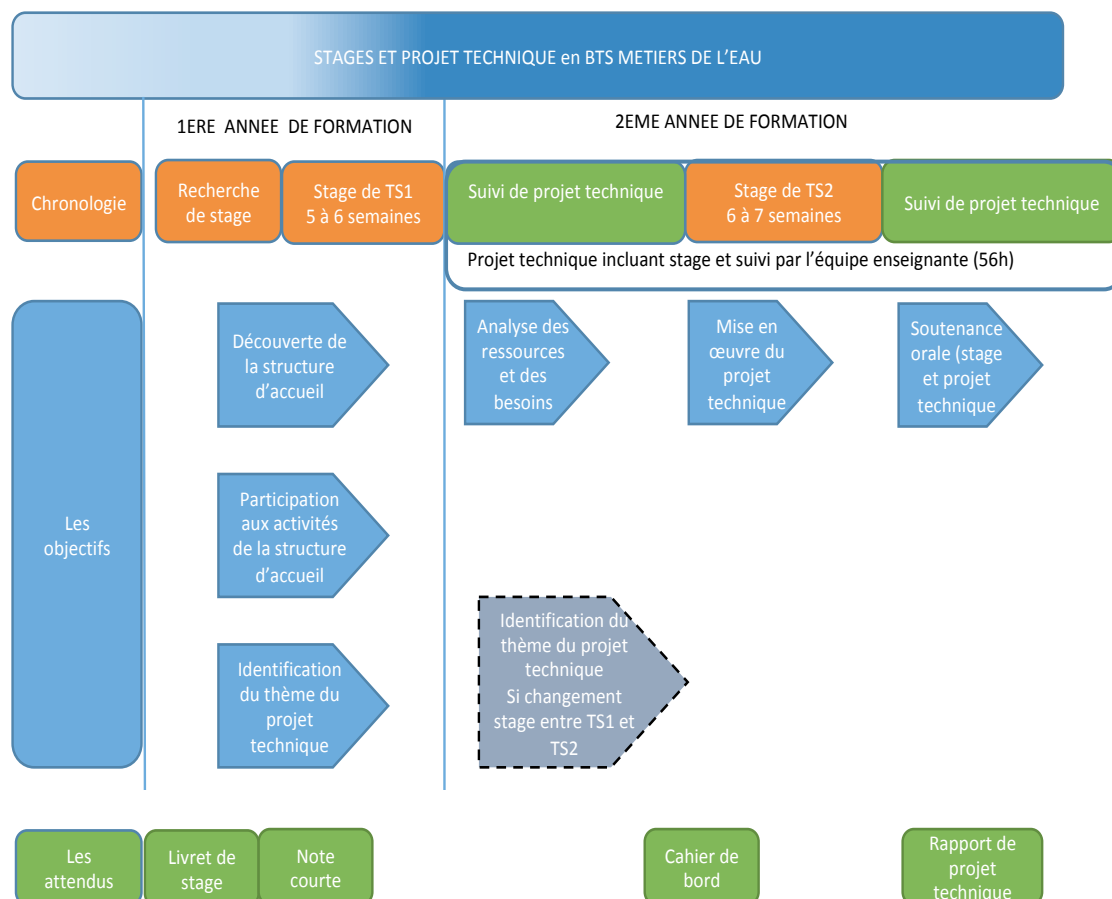 STAGES ET PROJET TECHNIQUE en BTS METIERS DE L'EAU
1ERE ANNEE DE FORMATION
2EME ANNEE DE FORMATION
Chronologie
Recherche
de stage
Stage de TS1
5 à 6 semaines
Suivi de projet technique
Stage de TS2
6 à 7 semaines
Suivi de projet technique
Projet technique incluant stage et suivi par l'équipe enseignante (56h)
Les
objectifs
Découverte de
la structure
d'accueil
Analyse des
ressources
et des
besoins
Mise en
œuvre du
projet
technique
Soutenance
orale (stage
et projet
technique
Participation
aux activités
de la structure
d'accueil
Identification
du thème du
projet
technique
Identification du
thème du projet
technique
Si changement
stage entre TS1 et
TS2
Les
attendus
Livret de
stage
Note
courte
Cahier de
bord
Rapport de
projet
technique